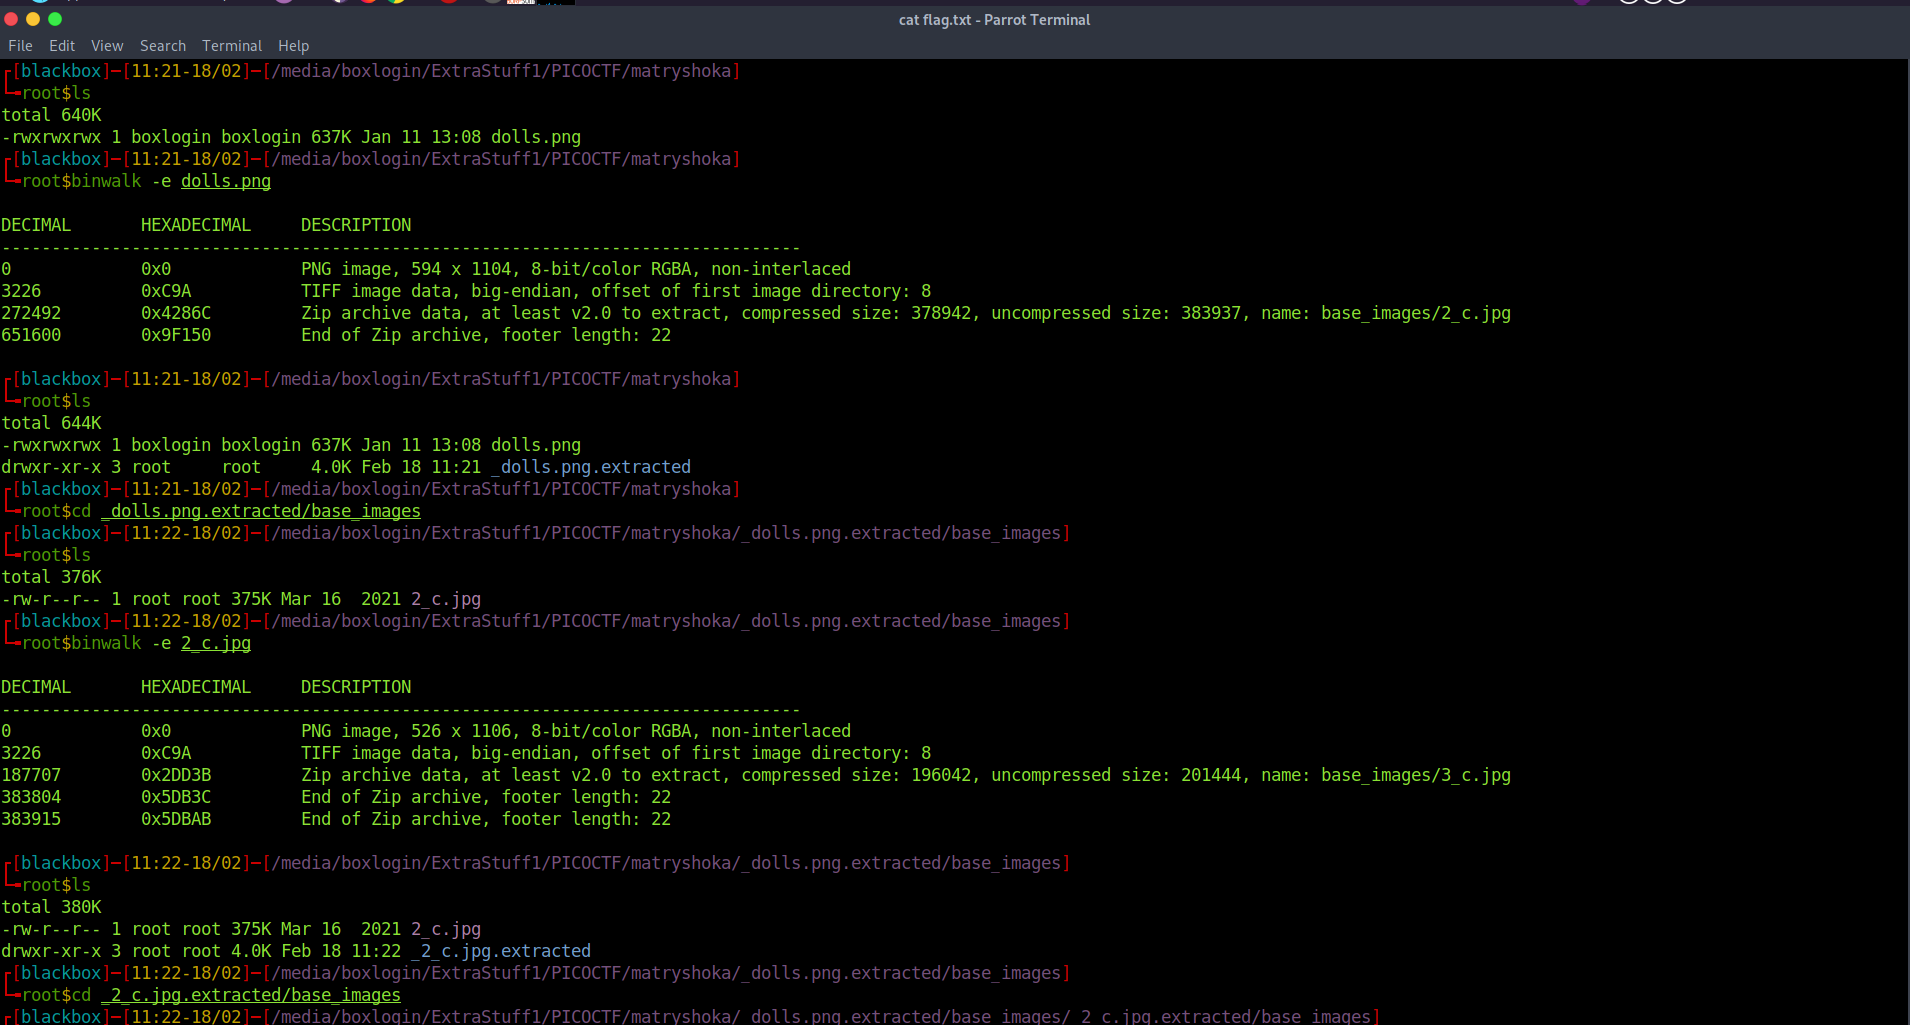 cat flag.txt - Parrot Terminal
File Edit View Search Terminal Help
┌[blackbox]─[11:21-18/02]─[/media/boxlogin/ExtraStuff1/PICOCTF/matryshoka]
└╼root$ls
total 640K
-rwxrwxrwx 1 boxlogin boxlogin 637K Jan 11 13:08 dolls.png
┌[blackbox]─[11:21-18/02]─[/media/boxlogin/ExtraStuff1/PICOCTF/matryshoka]
└╼root$binwalk -e dolls.png
DECIMAL       HEXADECIMAL     DESCRIPTION
--------------------------------------------------------------------------------
0             0x0             PNG image, 594 x 1104, 8-bit/color RGBA, non-interlaced
3226          0xC9A           TIFF image data, big-endian, offset of first image directory: 8
272492        0x4286C         Zip archive data, at least v2.0 to extract, compressed size: 378942, uncompressed size: 383937, name: base_images/2_c.jpg
651600        0x9F150         End of Zip archive, footer length: 22
┌[blackbox]─[11:21-18/02]─[/media/boxlogin/ExtraStuff1/PICOCTF/matryshoka]
└╼root$ls
total 644K
-rwxrwxrwx 1 boxlogin boxlogin 637K Jan 11 13:08 dolls.png
drwxr-xr-x 3 root     root     4.0K Feb 18 11:21 _dolls.png.extracted
┌[blackbox]─[11:21-18/02]─[/media/boxlogin/ExtraStuff1/PICOCTF/matryshoka]
└╼root$cd _dolls.png.extracted/base_images
┌[blackbox]─[11:22-18/02]─[/media/boxlogin/ExtraStuff1/PICOCTF/matryshoka/_dolls.png.extracted/base_images]
└╼root$ls
total 376K
-rw-r--r-- 1 root root 375K Mar 16  2021 2_c.jpg
┌[blackbox]─[11:22-18/02]─[/media/boxlogin/ExtraStuff1/PICOCTF/matryshoka/_dolls.png.extracted/base_images]
└╼root$binwalk -e 2_c.jpg
DECIMAL       HEXADECIMAL     DESCRIPTION
--------------------------------------------------------------------------------
0             0x0             PNG image, 526 x 1106, 8-bit/color RGBA, non-interlaced
3226          0xC9A           TIFF image data, big-endian, offset of first image directory: 8
187707        0x2DD3B         Zip archive data, at least v2.0 to extract, compressed size: 196042, uncompressed size: 201444, name: base_images/3_c.jpg
383804        0x5DB3C         End of Zip archive, footer length: 22
383915        0x5DBAB         End of Zip archive, footer length: 22
┌[blackbox]─[11:22-18/02]─[/media/boxlogin/ExtraStuff1/PICOCTF/matryshoka/_dolls.png.extracted/base_images]
└╼root$ls
total 380K
-rw-r--r-- 1 root root 375K Mar 16  2021 2_c.jpg
drwxr-xr-x 3 root root 4.0K Feb 18 11:22 _2_c.jpg.extracted
┌[blackbox]─[11:22-18/02]─[/media/boxlogin/ExtraStuff1/PICOCTF/matryshoka/_dolls.png.extracted/base_images]
└╼root$cd _2_c.jpg.extracted/base_images
┌[blackbox]─[11:22-18/02]─[/media/boxlogin/ExtraStuff1/PICOCTF/matryshoka/_dolls.png.extracted/base_images/_2_c.jpg.extracted/base_images]